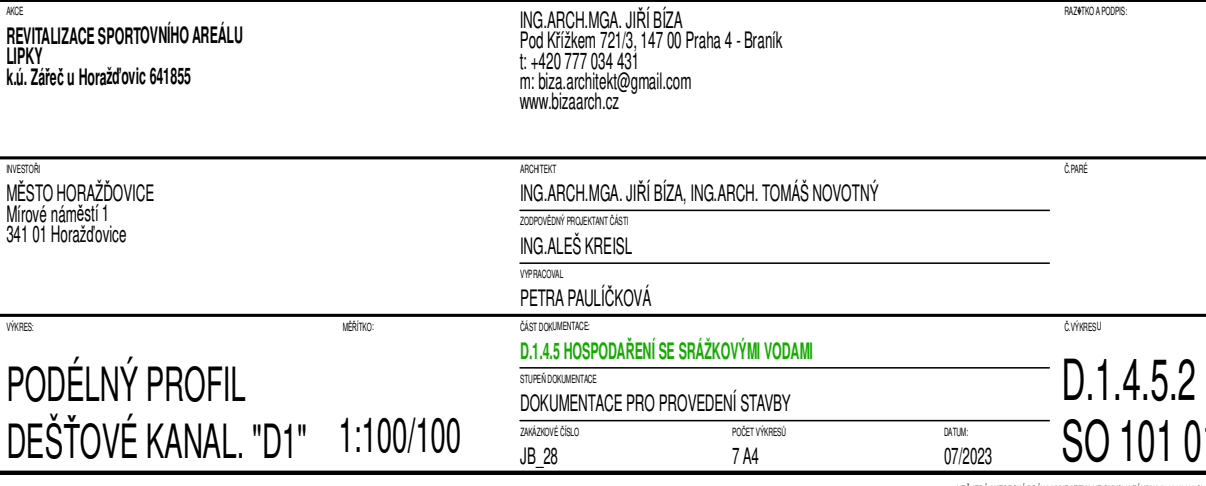 AKCE
REVITALIZACE SPORTOVNÍHO AREÁLU
LIPKY
k.ú. Zářeč u Horažďovic 641855
ING.ARCH.MGA. JIŘÍ BÍZA
Pod Křížkem 721/3, 147 00 Praha 4 - Braník
t: +420 777 034 431
m: biza.architekt@gmail.com
www.bizaarch.cz
A PODPIS:
INVESTOŘI
MĚSTO HORAŽĎOVICE
Mírové náměstí 1
341 01 Horažďovice
ARCHITEKT
ING.ARCH.MGA. JIŘÍ BÍZA, ING.ARCH. TOMÁŠ NOVOTNÝ
ZODPOVĚDNÝ PROJEKTANT ČÁSTI
ING.ALEŠ KREISL
VYPRACOVAL
PETRA PAULÍČKOVÁ
Č.PARÉ
VÝKRES:
PODÉLNÝ PROFIL
DEŠŤOVÉ KANAL. "D1"
MĚŘÍTKO:
1:100/100
ČÁST DOKUMENTACE:
D.1.4.5 HOSPODAŘENÍ SE SRÁŽKOVÝMI VODAMI
STUPEŇ DOKUMENTACE
DOKUMENTACE PRO PROVEDENÍ STAVBY
ZAKÁZKOVÉ ČÍSLO
JB_28
POČET VÝKRESŮ
7 A4
DATUM:
07/2023
Č.VÝKRESU
D.1.4.5.2
SO 101 01